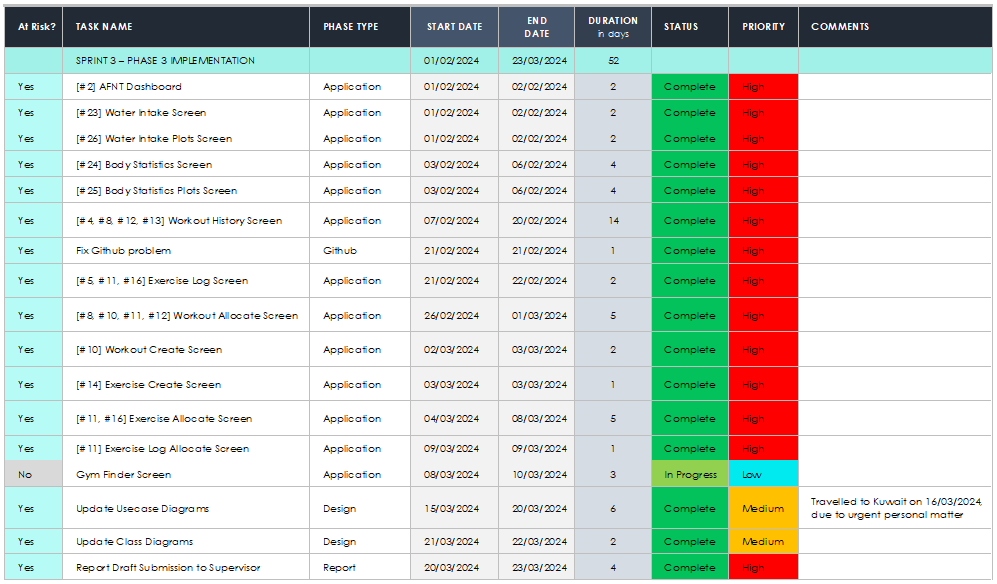 At Risk? TASK NAME PHASE TYPE START DATE END DATE DURATION in days STATUS PRIORITY COMMENTS
SPRINT 3 – PHASE 3 IMPLEMENTATION 01/02/2024 23/03/2024 52
Yes [#2] AFNT Dashboard Application 01/02/2024 02/02/2024 2 Complete High
Yes [#23] Water Intake Screen Application 01/02/2024 02/02/2024 2 Complete High
Yes [#26] Water Intake Plots Screen Application 01/02/2024 02/02/2024 2 Complete High
Yes [#24] Body Statistics Screen Application 03/02/2024 06/02/2024 4 Complete High
Yes [#25] Body Statistics Plots Screen Application 03/02/2024 06/02/2024 4 Complete High
Yes [#4, #8, #12, #13] Workout History Screen Application 07/02/2024 20/02/2024 14 Complete High
Yes Fix Github problem Github 21/02/2024 21/02/2024 1 Complete High
Yes [#5, #11, #16] Exercise Log Screen Application 21/02/2024 22/02/2024 2 Complete High
Yes [#8, #10, #11, #12] Workout Allocate Screen Application 26/02/2024 01/03/2024 5 Complete High
Yes [#10] Workout Create Screen Application 02/03/2024 03/03/2024 2 Complete High
Yes [#14] Exercise Create Screen Application 03/03/2024 03/03/2024 1 Complete High
Yes [#11, #16] Exercise Allocate Screen Application 04/03/2024 08/03/2024 5 Complete High
Yes [#11] Exercise Log Allocate Screen Application 09/03/2024 09/03/2024 1 Complete High
No Gym Finder Screen Application 08/03/2024 10/03/2024 3 In Progress Low
Yes Update Usecase Diagrams Design 15/03/2024 20/03/2024 6 Complete Medium Travelled to Kuwait on 16/03/2024,
due to urgent personal matter
Yes Update Class Diagrams Design 21/03/2024 22/03/2024 2 Complete Medium
Yes Report Draft Submission to Supervisor Report 20/03/2024 23/03/2024 4 Complete High